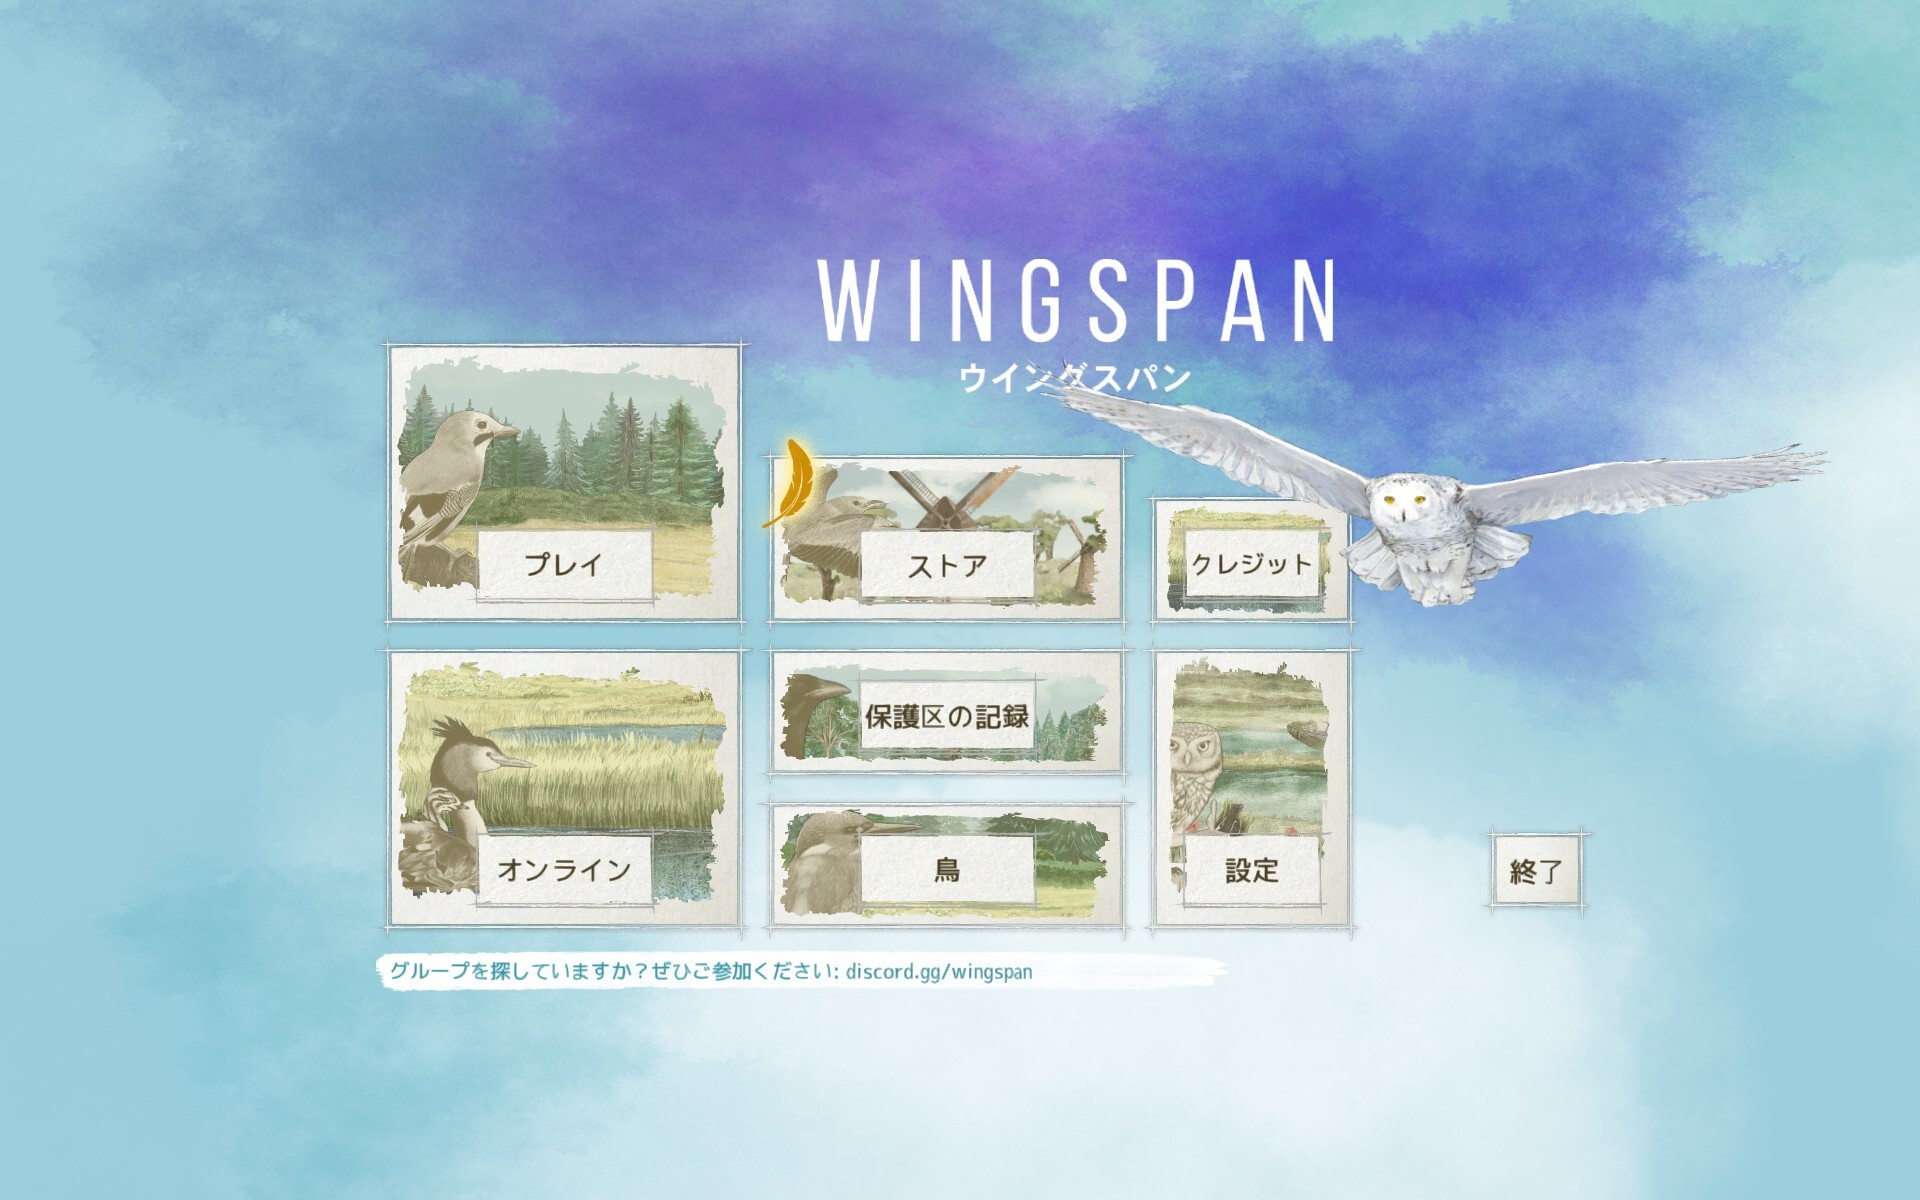 WINGSPAN
ウイングスパン
プレイ
ストア
クレジット
オンライン
保護区の記録
鳥
設定
終了
グループを探していますか？ぜひご参加ください: discord.gg/wingspan